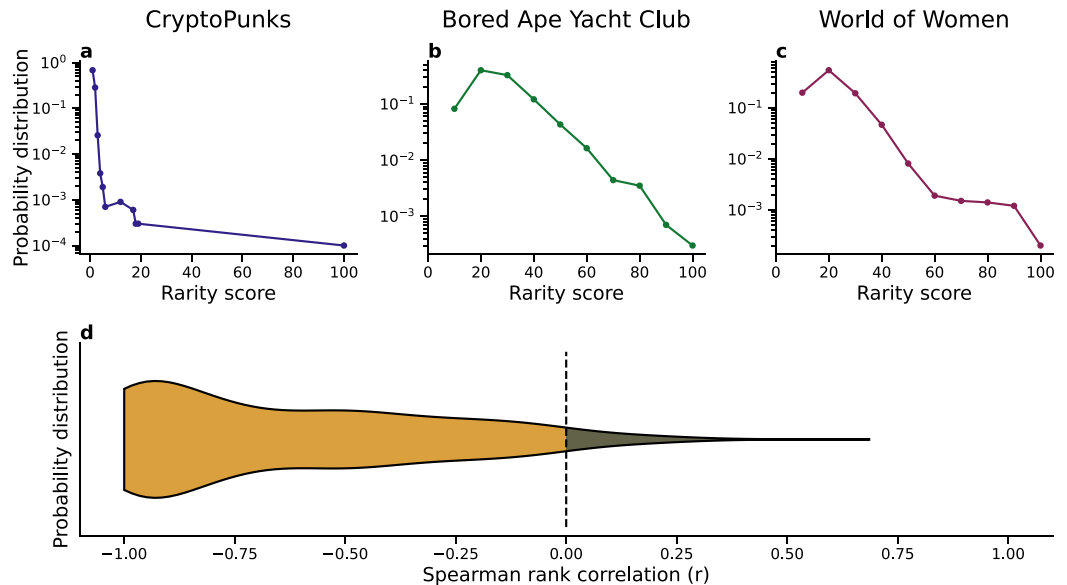 CryptoPunks
Bored Ape Yacht Club
World of Women
a
b
c
Probability distribution
10⁰
10⁻¹
10⁻²
10⁻³
10⁻⁴
0 20 40 60 80 100
Rarity score
10⁻¹
10⁻²
10⁻³
0 20 40 60 80 100
Rarity score
10⁻¹
10⁻²
10⁻³
0 20 40 60 80 100
Rarity score
d
Probability distribution
−1.00 −0.75 −0.50 −0.25 0.00 0.25 0.50 0.75 1.00
Spearman rank correlation (r)